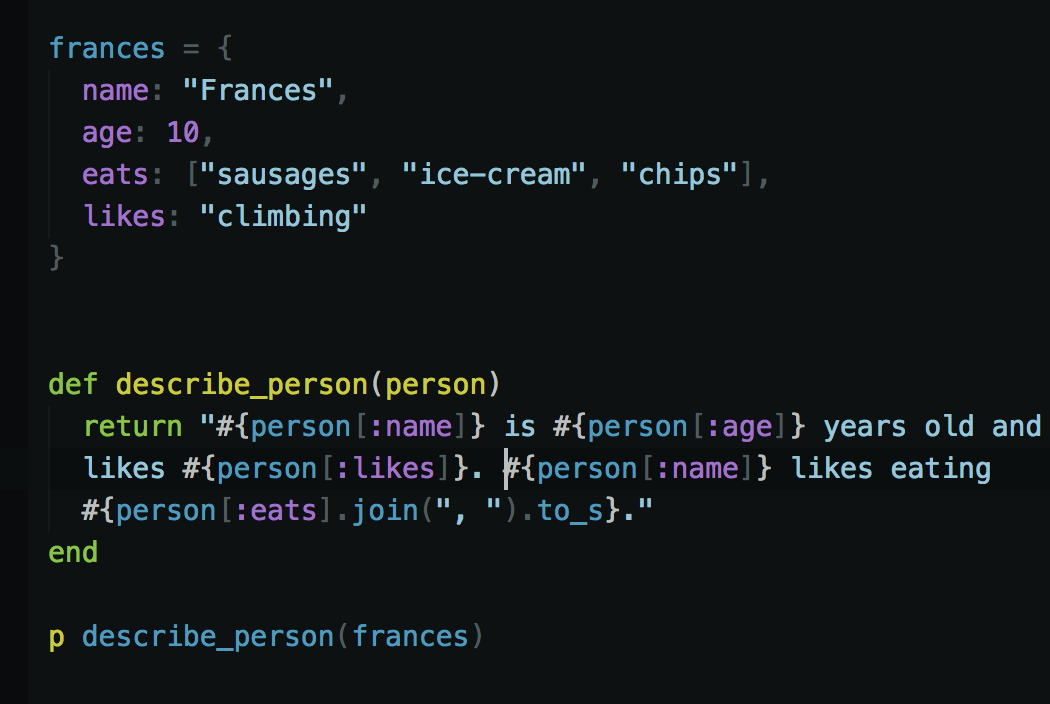 frances = {
  name: "Frances",
  age: 10,
  eats: ["sausages", "ice-cream", "chips"],
  likes: "climbing"
}
def describe_person(person)
  return "#{person[:name]} is #{person[:age]} years old and
  likes #{person[:likes]}. #{person[:name]} likes eating
  #{person[:eats].join(", ").to_s}."
end
p describe_person(frances)